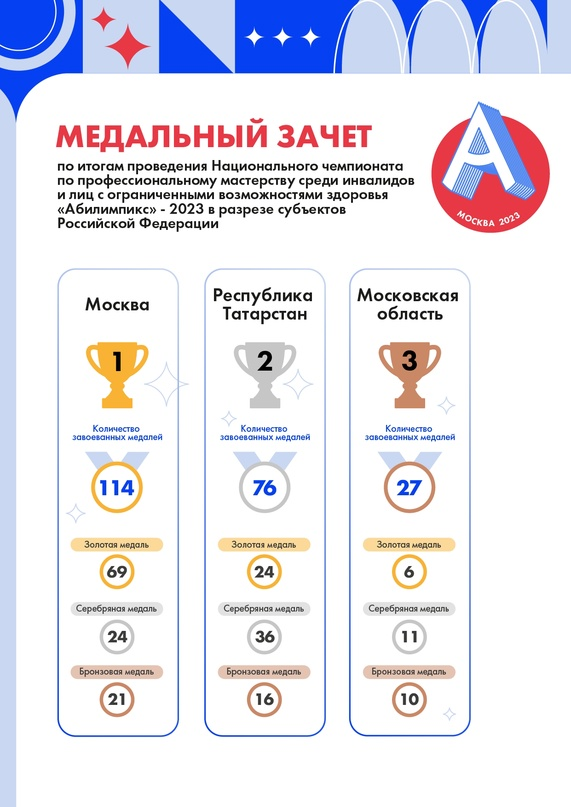 МЕДАЛЬНЫЙ ЗАЧЕТ
по итогам проведения Национального чемпионата
по профессиональному мастерству среди инвалидов
и лиц с ограниченными возможностями здоровья
«Абилимпикс» - 2023 в разрезе субъектов
Российской Федерации
А
МОСКВА 2023
Москва
1
Количество
завоеванных медалей
114
Золотая медаль
69
Серебряная медаль
24
Бронзовая медаль
21
Республика
Татарстан
2
Количество
завоеванных медалей
76
Золотая медаль
24
Серебряная медаль
36
Бронзовая медаль
16
Московская
область
3
Количество
завоеванных медалей
27
Золотая медаль
6
Серебряная медаль
11
Бронзовая медаль
10